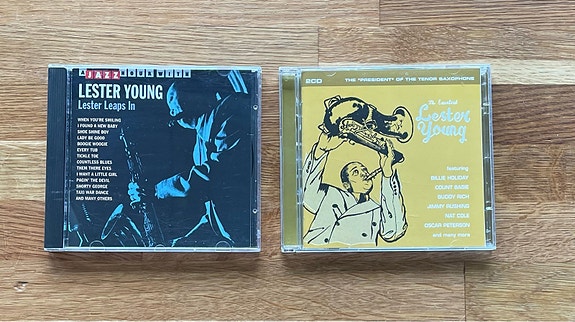 A JAZZ HOUR WITH
LESTER YOUNG
Lester Leaps In
WHEN YOU'RE SMILING
I FOUND A NEW BABY
SHOE SHINE BOY
LADY BE GOOD
BOOGIE WOOGIE
EVERY TUB
TICKLE TOE
COUNTLESS BLUES
THEM THERE EYES
I WANT A LITTLE GIRL
PAGIN' THE DEVIL
SHORTY GEORGE
TAXI WAR DANCE
AND MANY OTHERS
2CD
THE "PRESIDENT" OF THE TENOR SAXOPHONE
The Essential
Lester
Young
featuring
BILLIE HOLIDAY
COUNT BASIE
BUDDY RICH
JIMMY RUSHING
NAT COLE
OSCAR PETERSON
and many more